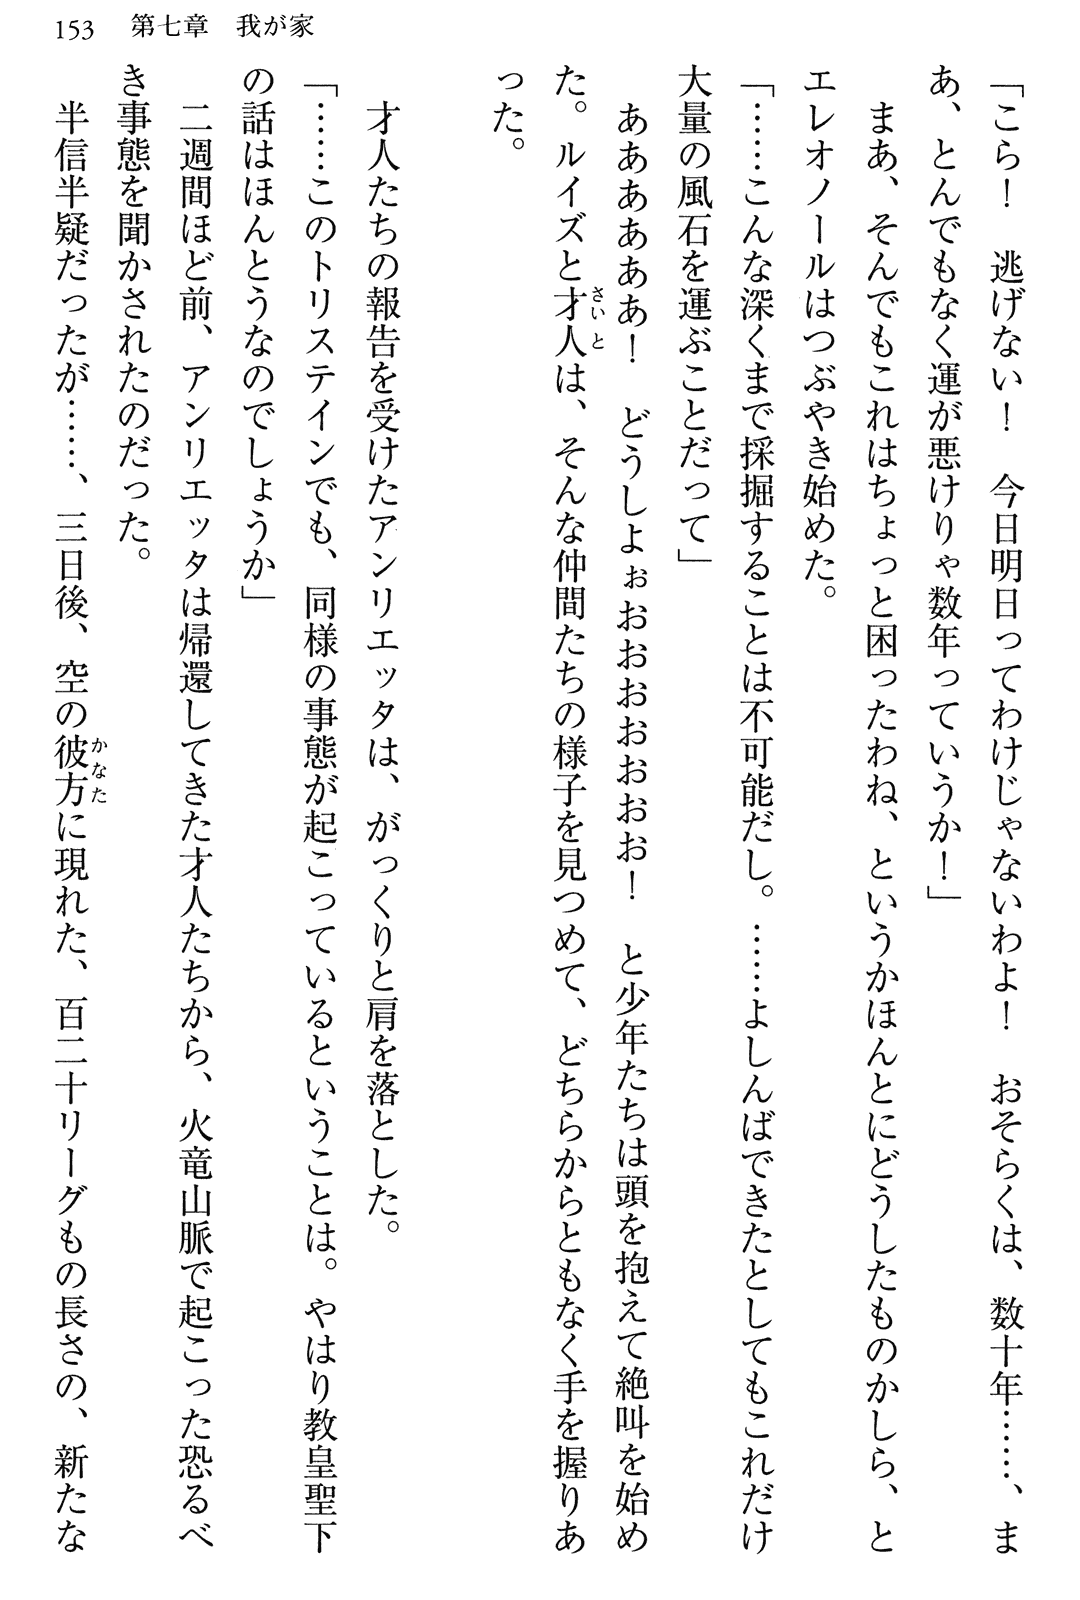 153　第七章　我が家
「こら！　逃げない！　今日明日ってわけじゃないわよ！　おそらくは、数十年……、ま
あ、とんでもなく運が悪けりゃ数年っていうか！」
　まあ、そんでもこれはちょっと困ったわね、というかほんとにどうしたものかしら、と
エレオノールはつぶやき始めた。
「……こんな深くまで採掘することは不可能だし。……よしんばできたとしてもこれだけ
大量の風石を運ぶことだって」
　ああああああ！　どうしよぉおおおおおおお！　と少年たちは頭を抱えて絶叫を始め
た。ルイズと才人さいとは、そんな仲間たちの様子を見つめて、どちらからともなく手を握りあ
った。
　才人たちの報告を受けたアンリエッタは、がっくりと肩を落とした。
「……このトリステインでも、同様の事態が起こっているということは。やはり教皇聖下
の話はほんとうなのでしょうか」
　二週間ほど前、アンリエッタは帰還してきた才人たちから、火竜山脈で起こった恐るべ
き事態を聞かされたのだった。
　半信半疑だったが……、三日後、空の彼方かなたに現れた、百二十リーグもの長さの、新たな